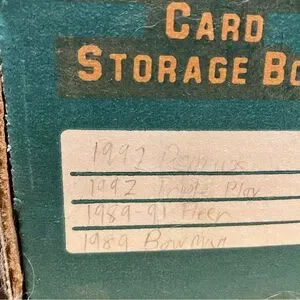 CARD
STORAGE BO
1992
1992 Triple Play
1989-91 Fleer
1989 Bowman